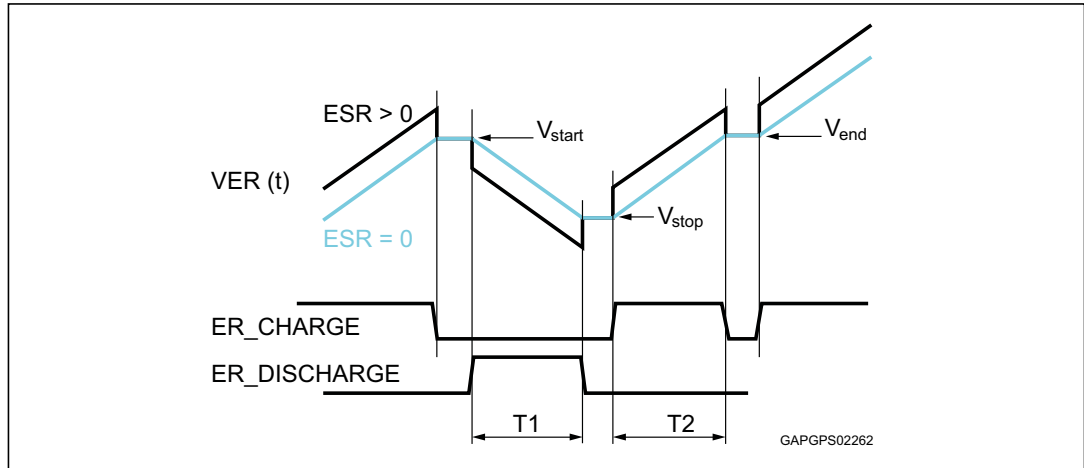 ESR > 0
V_start
V_end
VER (t)
V_stop
ESR = 0
ER_CHARGE
ER_DISCHARGE
T1
T2
GAPGPS02262